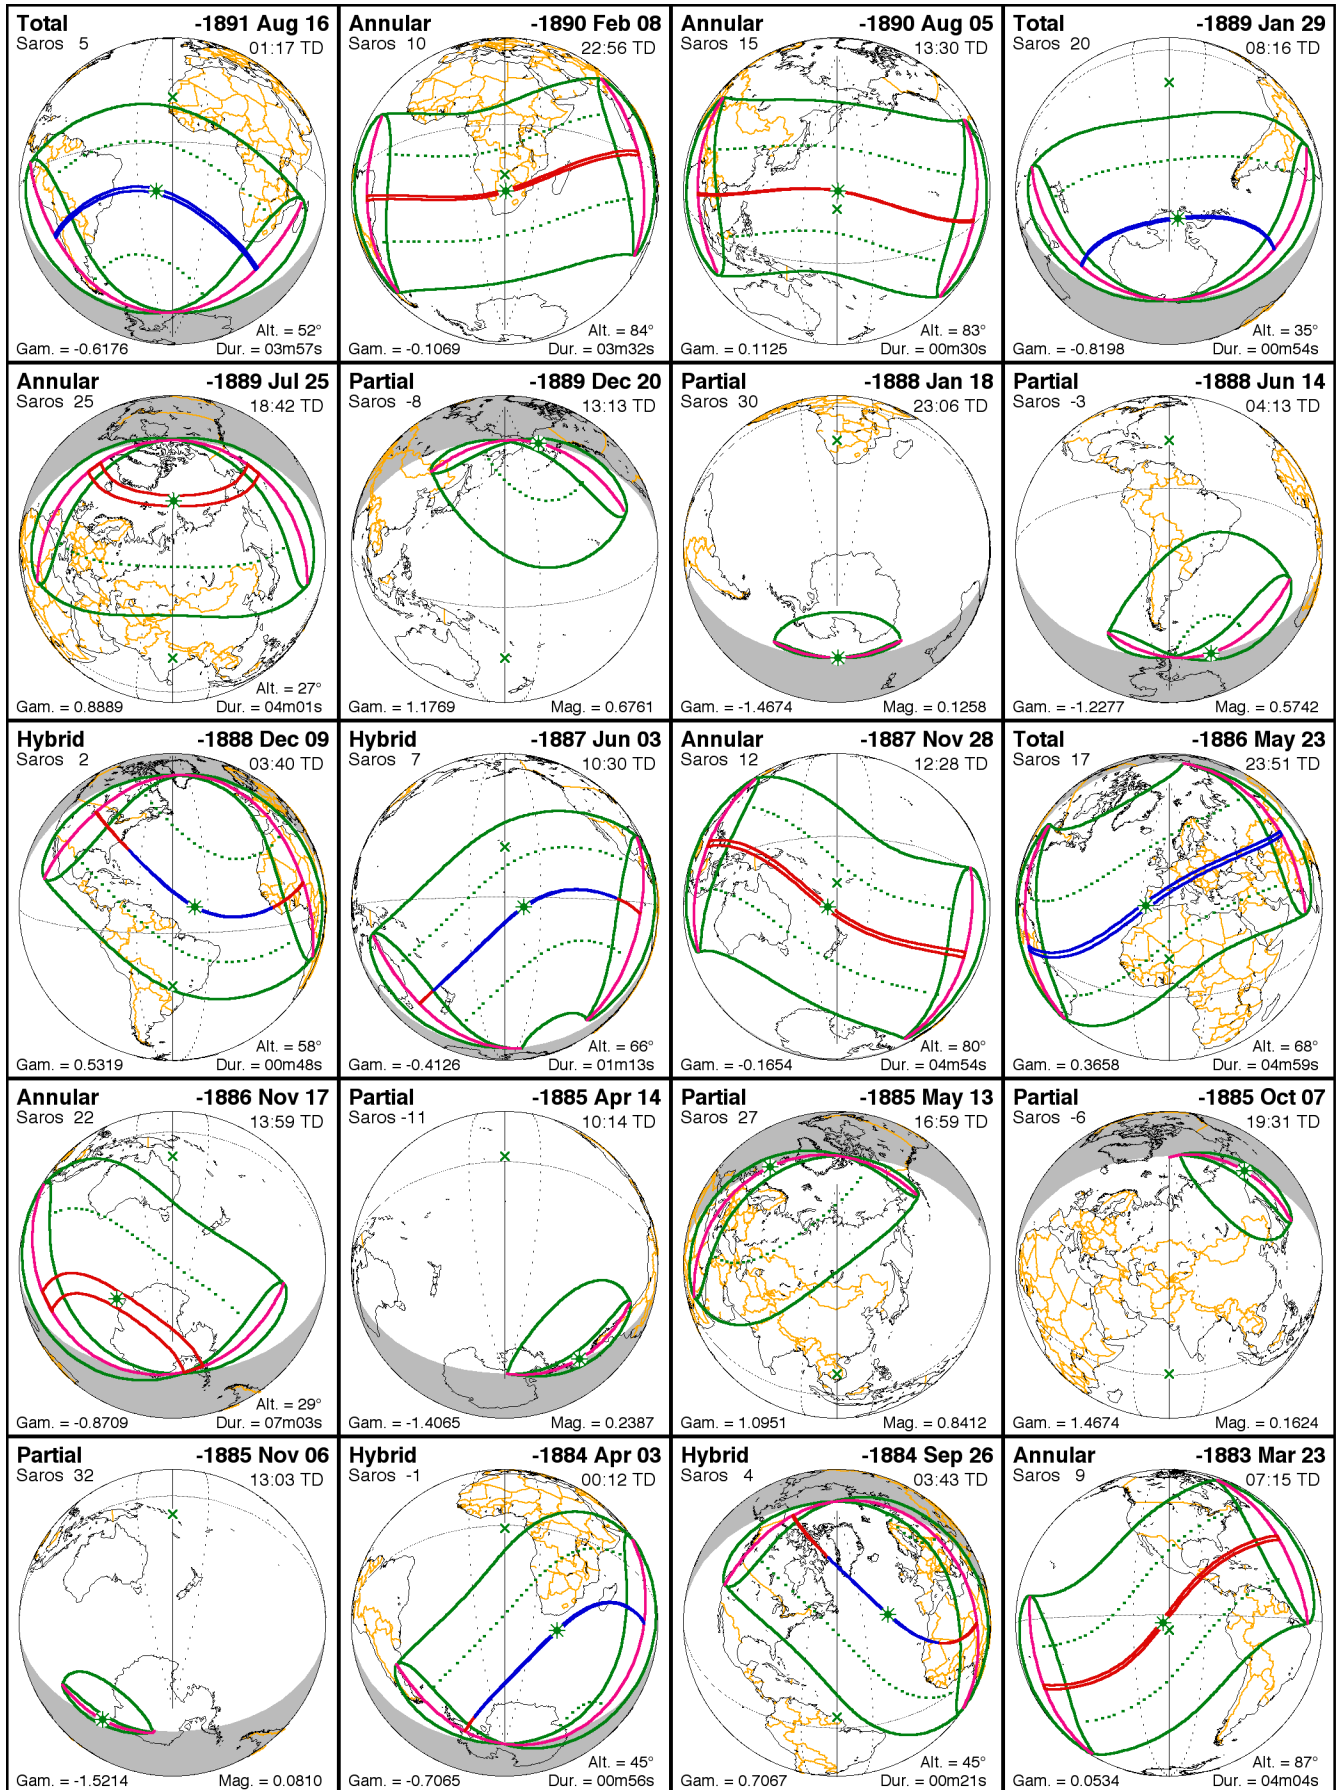 Total -1891 Aug 16
Saros 5 01:17 TD
Alt. = 52°
Gam. = -0.6176 Dur. = 03m57s
Annular -1890 Feb 08
Saros 10 22:56 TD
Alt. = 84°
Gam. = -0.1069 Dur. = 03m32s
Annular -1890 Aug 05
Saros 15 13:30 TD
Alt. = 83°
Gam. = 0.1125 Dur. = 00m30s
Total -1889 Jan 29
Saros 20 08:16 TD
Alt. = 35°
Gam. = -0.8198 Dur. = 00m54s
Annular -1889 Jul 25
Saros 25 18:42 TD
Alt. = 27°
Gam. = 0.8889 Dur. = 04m01s
Partial -1889 Dec 20
Saros -8 13:13 TD
Gam. = 1.1769 Mag. = 0.6761
Partial -1888 Jan 18
Saros 30 23:06 TD
Gam. = -1.4674 Mag. = 0.1258
Partial -1888 Jun 14
Saros -3 04:13 TD
Gam. = -1.2277 Mag. = 0.5742
Hybrid -1888 Dec 09
Saros 2 03:40 TD
Alt. = 58°
Gam. = 0.5319 Dur. = 00m48s
Hybrid -1887 Jun 03
Saros 7 10:30 TD
Alt. = 66°
Gam. = -0.4126 Dur. = 01m13s
Annular -1887 Nov 28
Saros 12 12:28 TD
Alt. = 80°
Gam. = -0.1654 Dur. = 04m54s
Total -1886 May 23
Saros 17 23:51 TD
Alt. = 68°
Gam. = 0.3658 Dur. = 04m59s
Annular -1886 Nov 17
Saros 22 13:59 TD
Alt. = 29°
Gam. = -0.8709 Dur. = 07m03s
Partial -1885 Apr 14
Saros -11 10:14 TD
Gam. = -1.4065 Mag. = 0.2387
Partial -1885 May 13
Saros 27 16:59 TD
Gam. = 1.0951 Mag. = 0.8412
Partial -1885 Oct 07
Saros -6 19:31 TD
Gam. = 1.4674 Mag. = 0.1624
Partial -1885 Nov 06
Saros 32 13:03 TD
Gam. = -1.5214 Mag. = 0.0810
Hybrid -1884 Apr 03
Saros -1 00:12 TD
Alt. = 45°
Gam. = -0.7065 Dur. = 00m56s
Hybrid -1884 Sep 26
Saros 4 03:43 TD
Alt. = 45°
Gam. = 0.7067 Dur. = 00m21s
Annular -1883 Mar 23
Saros 9 07:15 TD
Alt. = 87°
Gam. = 0.0534 Dur. = 04m04s